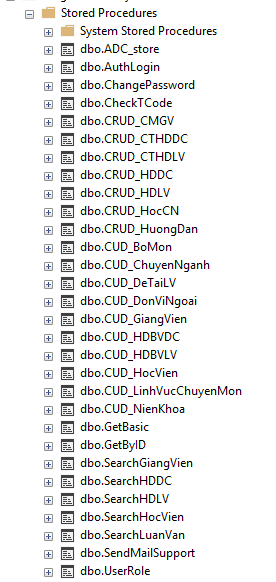 Stored Procedures
System Stored Procedures
dbo.ADC_store
dbo.AuthLogin
dbo.ChangePassword
dbo.CheckTCode
dbo.CRUD_CMGV
dbo.CRUD_CTHDDC
dbo.CRUD_CTHDLV
dbo.CRUD_HDDC
dbo.CRUD_HDLV
dbo.CRUD_HocCN
dbo.CRUD_HuongDan
dbo.CUD_BoMon
dbo.CUD_ChuyenNganh
dbo.CUD_DeTaiLV
dbo.CUD_DonViNgoai
dbo.CUD_GiangVien
dbo.CUD_HDBVDC
dbo.CUD_HDBVLV
dbo.CUD_HocVien
dbo.CUD_LinhVucChuyenMon
dbo.CUD_NienKhoa
dbo.GetBasic
dbo.GetByID
dbo.SearchGiangVien
dbo.SearchHDDC
dbo.SearchHDLV
dbo.SearchHocVien
dbo.SearchLuanVan
dbo.SendMailSupport
dbo.UserRole